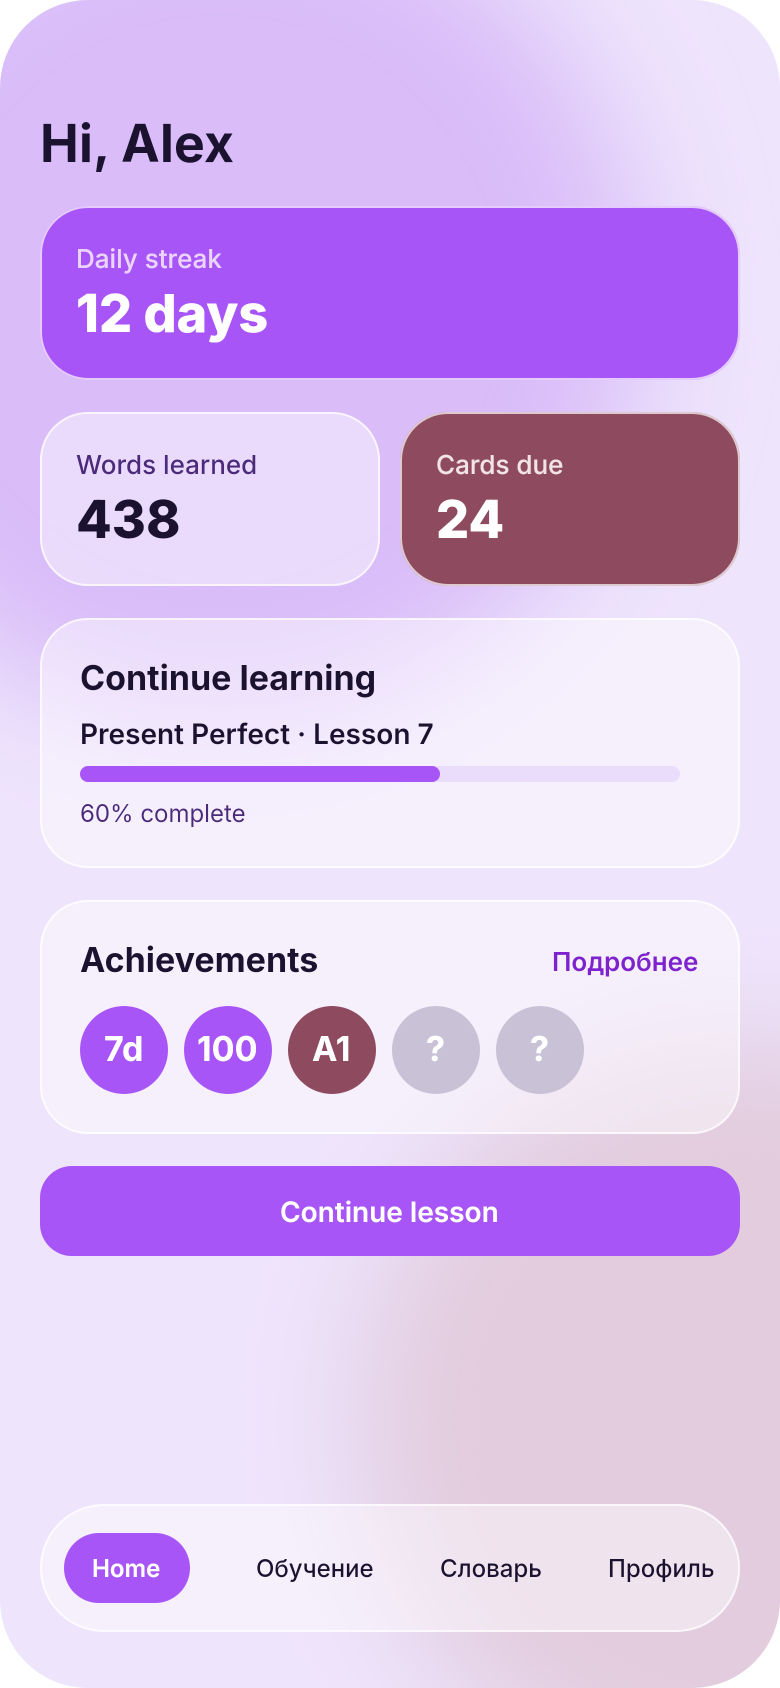 Hi, Alex
Daily streak
12 days
Words learned
438
Cards due
24
Continue learning
Present Perfect · Lesson 7
60% complete
Achievements
Подробнее
7d
100
A1
?
?
Continue lesson
Home
Обучение
Словарь
Профиль